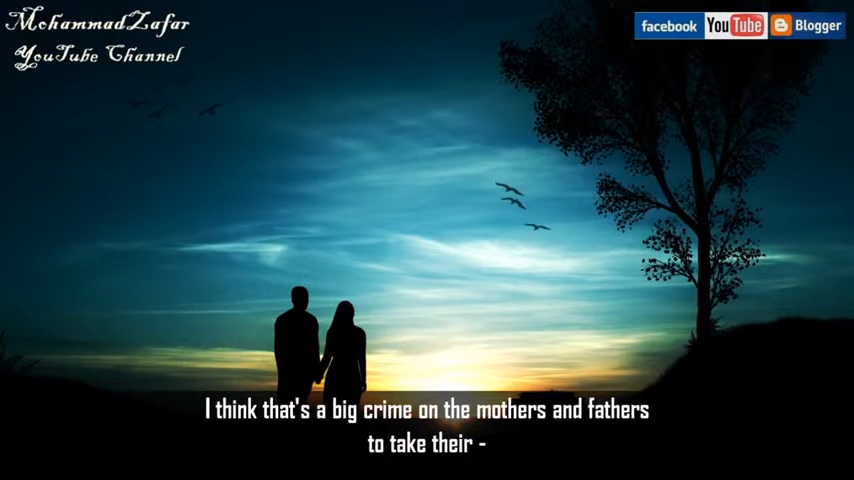 MohammadZafar
YouTube Channel
facebook YouTube Blogger
I think that's a big crime on the mothers and fathers
to take their -